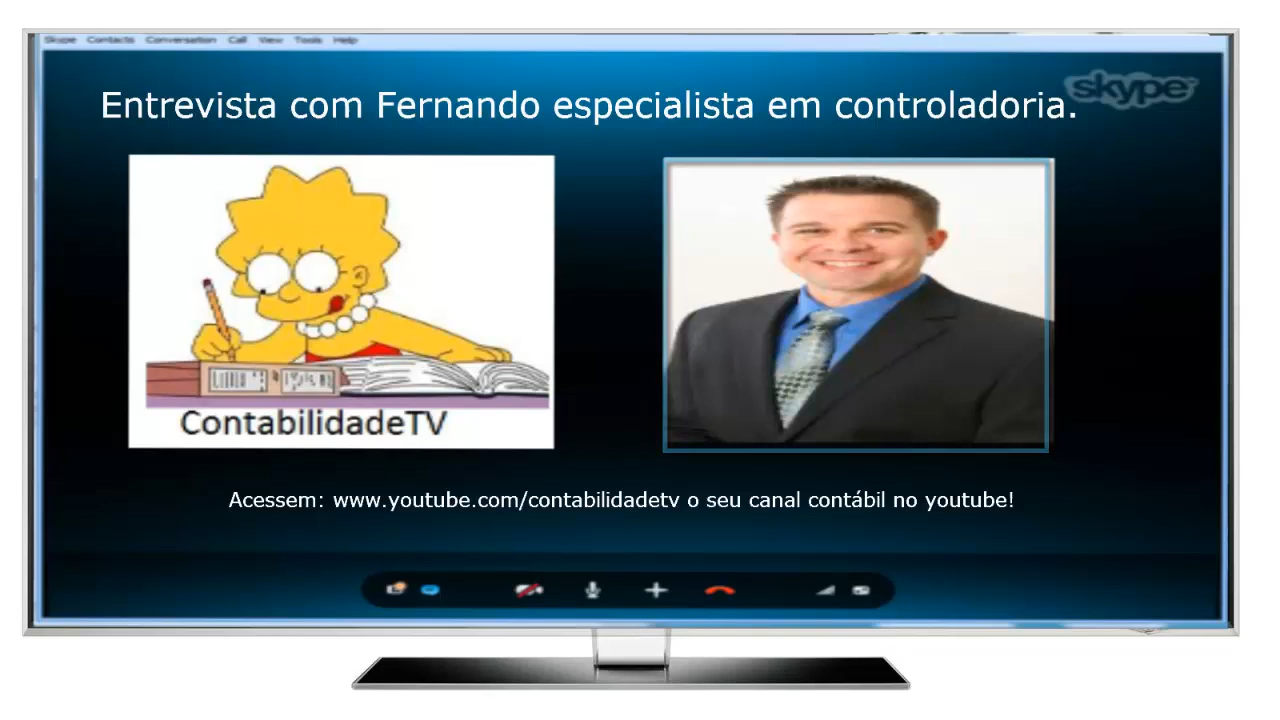 Skype Contacts Conversation Call View Tools Help
skype
Entrevista com Fernando especialista em controladoria.
ContabilidadeTV
Acessem: www.youtube.com/contabilidadetv o seu canal contábil no youtube!